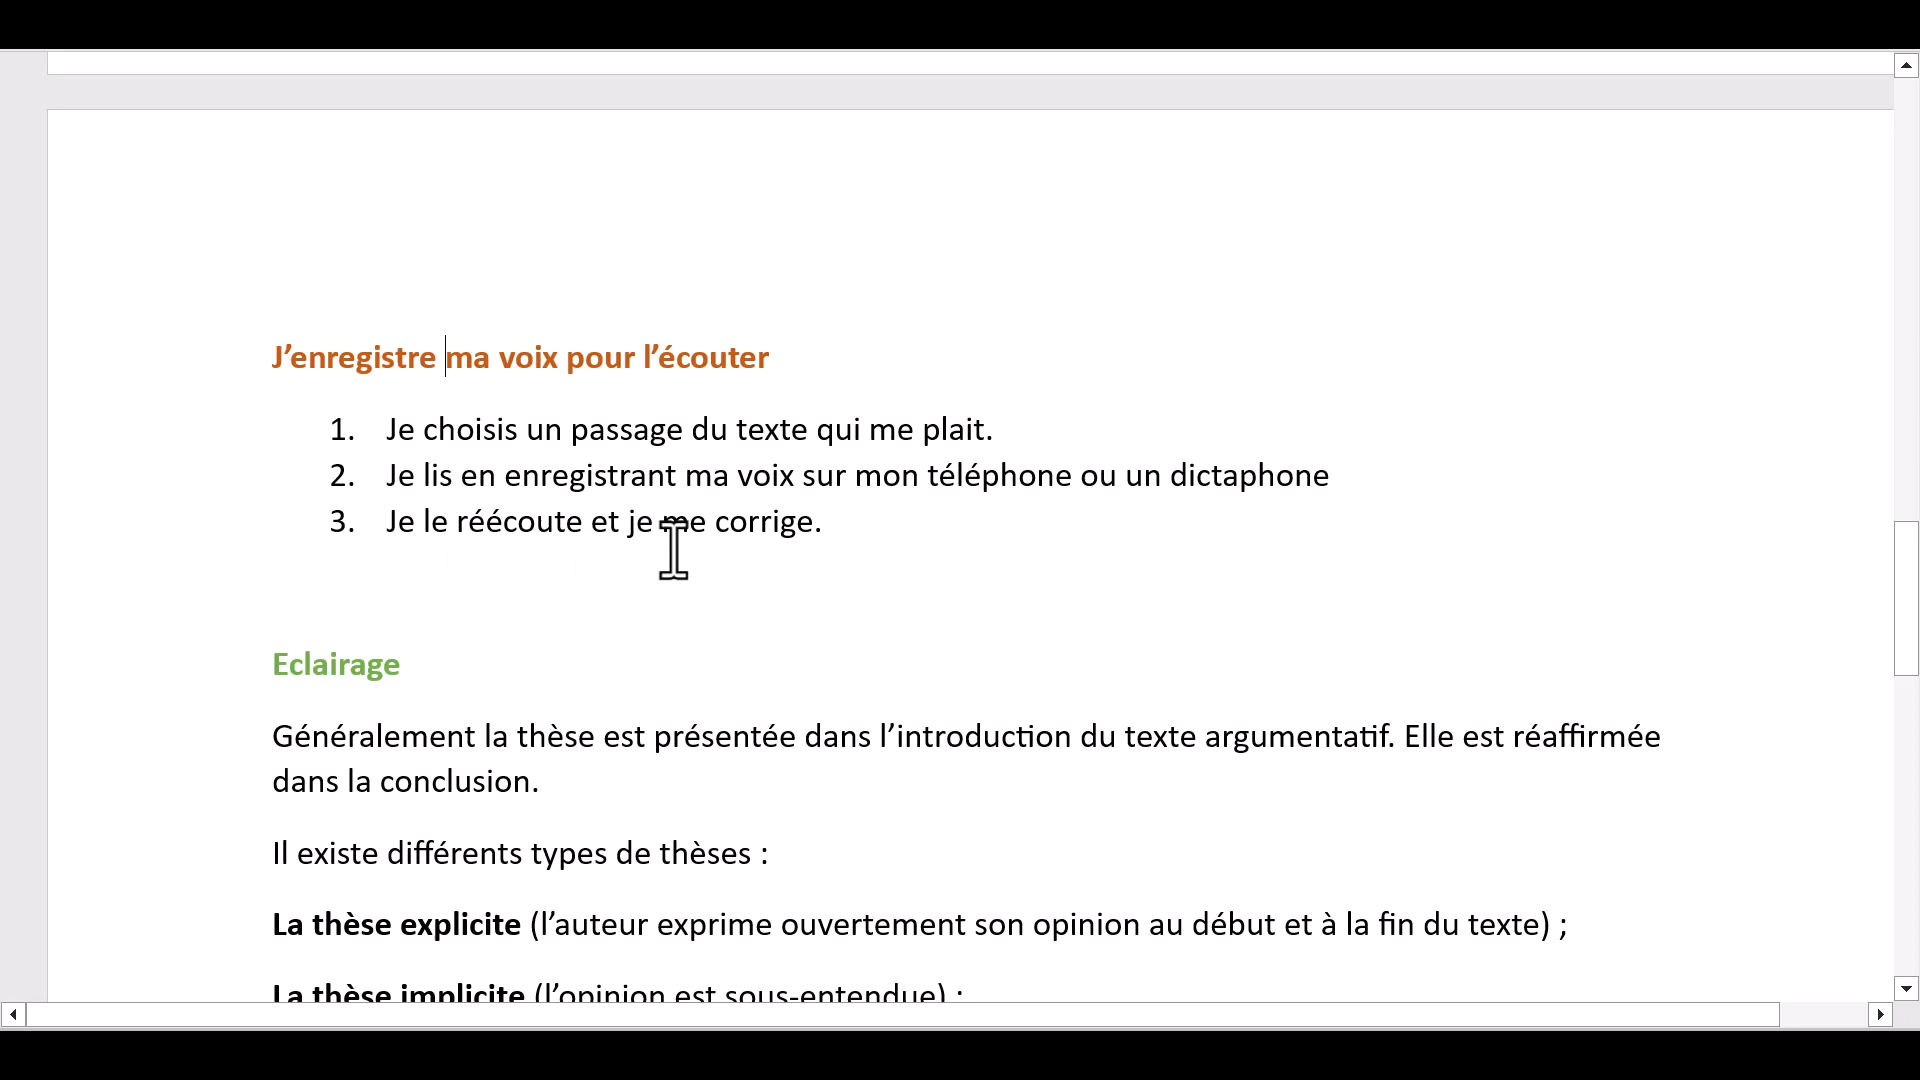 J’enregistre ma voix pour l’écouter
1. Je choisis un passage du texte qui me plait.
2. Je lis en enregistrant ma voix sur mon téléphone ou un dictaphone
3. Je le réécoute et je me corrige.
Eclairage
Généralement la thèse est présentée dans l’introduction du texte argumentatif. Elle est réaffirmée
dans la conclusion.
Il existe différents types de thèses :
La thèse explicite (l’auteur exprime ouvertement son opinion au début et à la fin du texte) ;
La thèse implicite (l’opinion est sous-entendue) ;